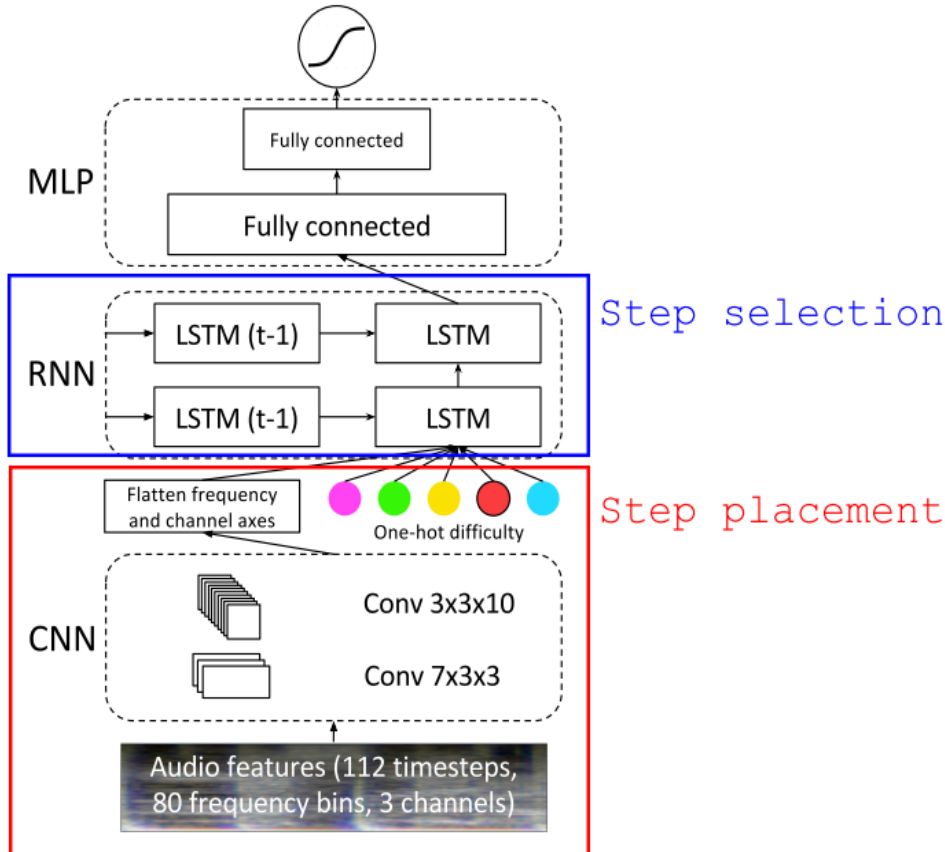 Fully connected
MLP
Fully connected
Step selection
LSTM (t-1)
LSTM
RNN
LSTM (t-1)
LSTM
Flatten frequency
and channel axes
Step placement
One-hot difficulty
Conv 3x3x10
CNN
Conv 7x3x3
Audio features (112 timesteps,
80 frequency bins, 3 channels)